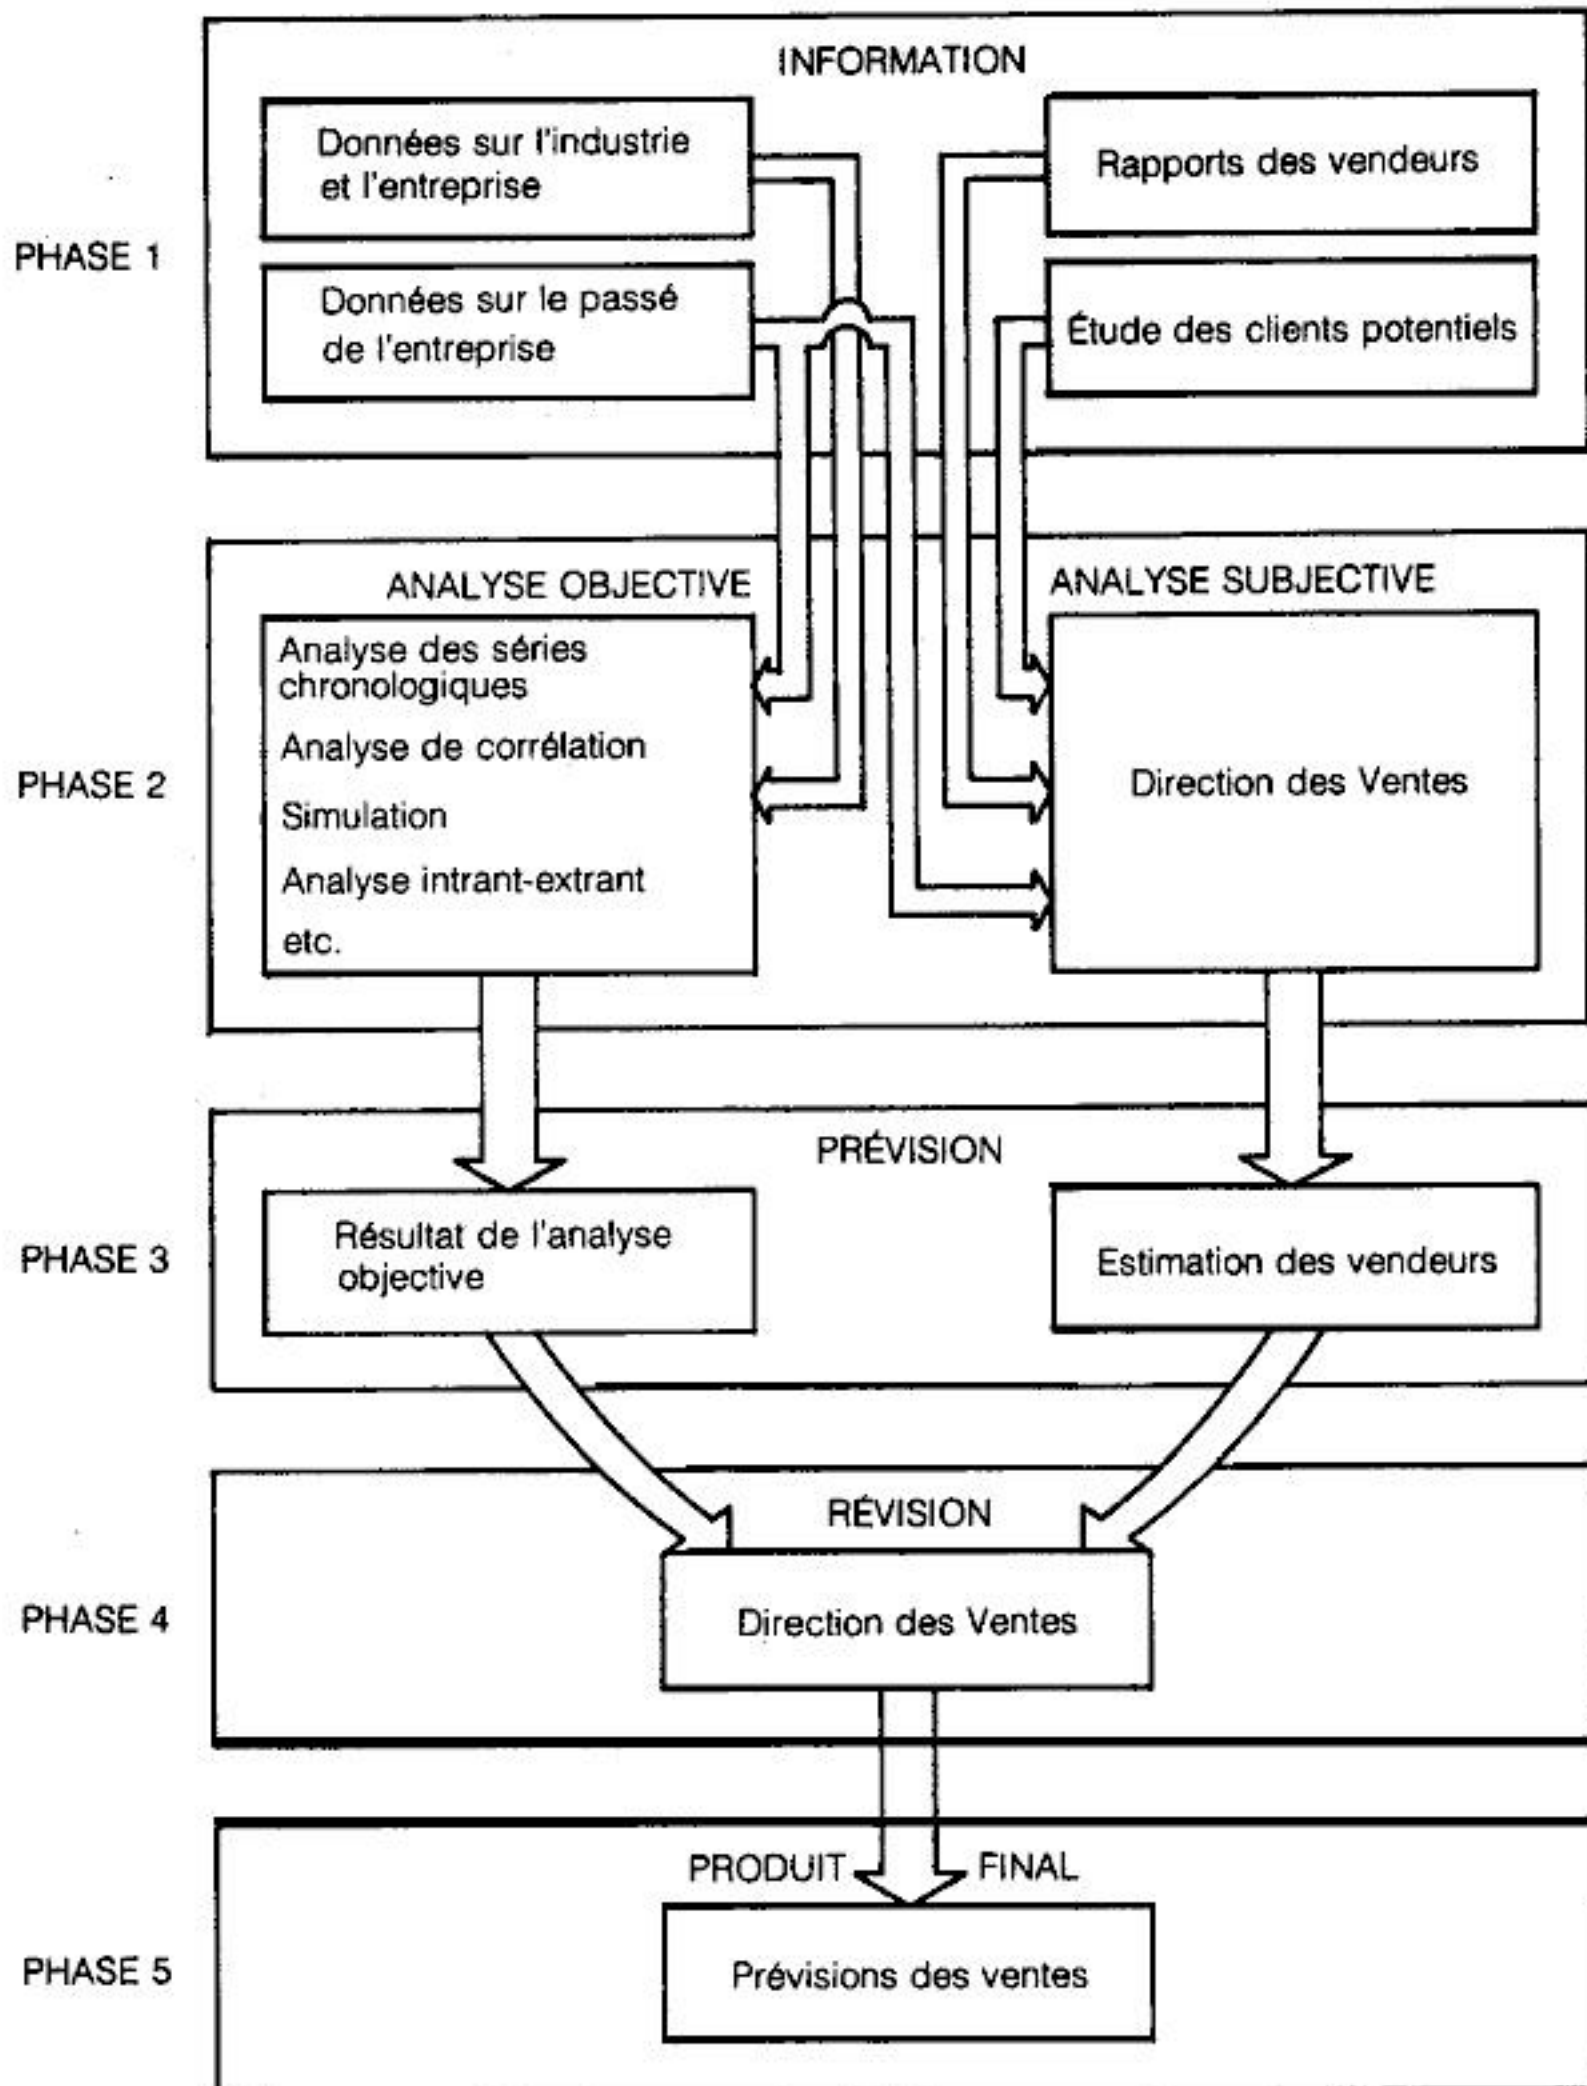 INFORMATION
Données sur l'industrie
et l'entreprise
Rapports des vendeurs
PHASE 1
Données sur le passé
de l'entreprise
Étude des clients potentiels
ANALYSE OBJECTIVE
ANALYSE SUBJECTIVE
Analyse des séries
chronologiques
Analyse de corrélation
PHASE 2
Simulation
Analyse intrant-extrant
etc.
Direction des Ventes
PRÉVISION
PHASE 3
Résultat de l'analyse
objective
Estimation des vendeurs
RÉVISION
PHASE 4
Direction des Ventes
PRODUIT FINAL
PHASE 5
Prévisions des ventes